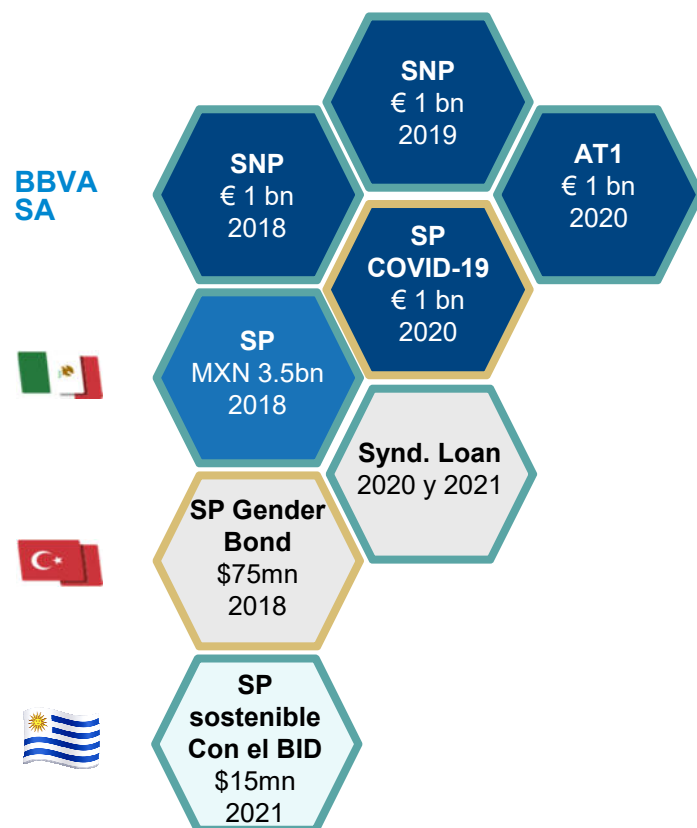 SNP
€ 1 bn
2019
BBVA
SA
SNP
€ 1 bn
2018
AT1
€ 1 bn
2020
SP
COVID-19
€ 1 bn
2020
SP
MXN 3.5bn
2018
Synd. Loan
2020 y 2021
SP Gender
Bond
$75mn
2018
SP
sostenible
Con el BID
$15mn
2021